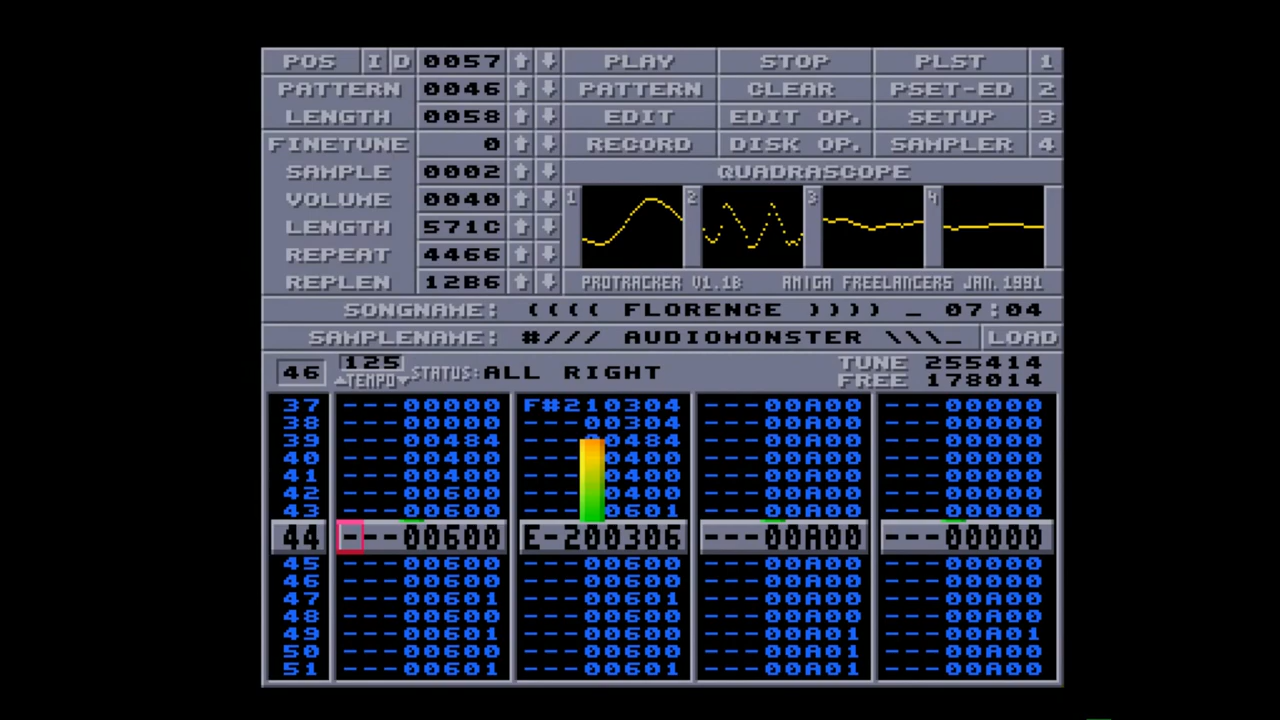 POS I D 0057 PLAY STOP PLST 1
PATTERN 0046 PATTERN CLEAR PSET-ED 2
LENGTH 0058 EDIT EDIT OP. SETUP 3
FINETUNE 0 RECORD DISK OP. SAMPLER 4
SAMPLE 0002 QUADRASCOPE
VOLUME 0040 1 2 3 4
LENGTH 571C
REPEAT 4466
REPLEN 12B6 PROTRACKER V1.1B AMIGA FREELANCERS JAN.1991
SONGNAME: (((( FLORENCE )))) _ 07:04
SAMPLENAME: #/// AUDIOMONSTER \\\_ LOAD
46 125 TEMPO STATUS:ALL RIGHT TUNE 255414
FREE 178014
37 ---00000 F#210304 ---00A00 ---00000
38 ---00000 ---00304 ---00A00 ---00000
39 ---00484 ---00484 ---00A00 ---00000
40 ---00400 ---00400 ---00A00 ---00000
41 ---00400 ---00400 ---00A00 ---00000
42 ---00600 ---00400 ---00A00 ---00000
43 ---00600 ---00601 ---00A00 ---00000
44 ---00600 E-200306 ---00A00 ---00000
45 ---00600 ---00600 ---00A00 ---00000
46 ---00600 ---00600 ---00A00 ---00000
47 ---00601 ---00601 ---00A00 ---00000
48 ---00600 ---00600 ---00A00 ---00A00
49 ---00601 ---00600 ---00A01 ---00A01
50 ---00600 ---00600 ---00A01 ---00A00
51 ---00601 ---00601 ---00A01 ---00A00